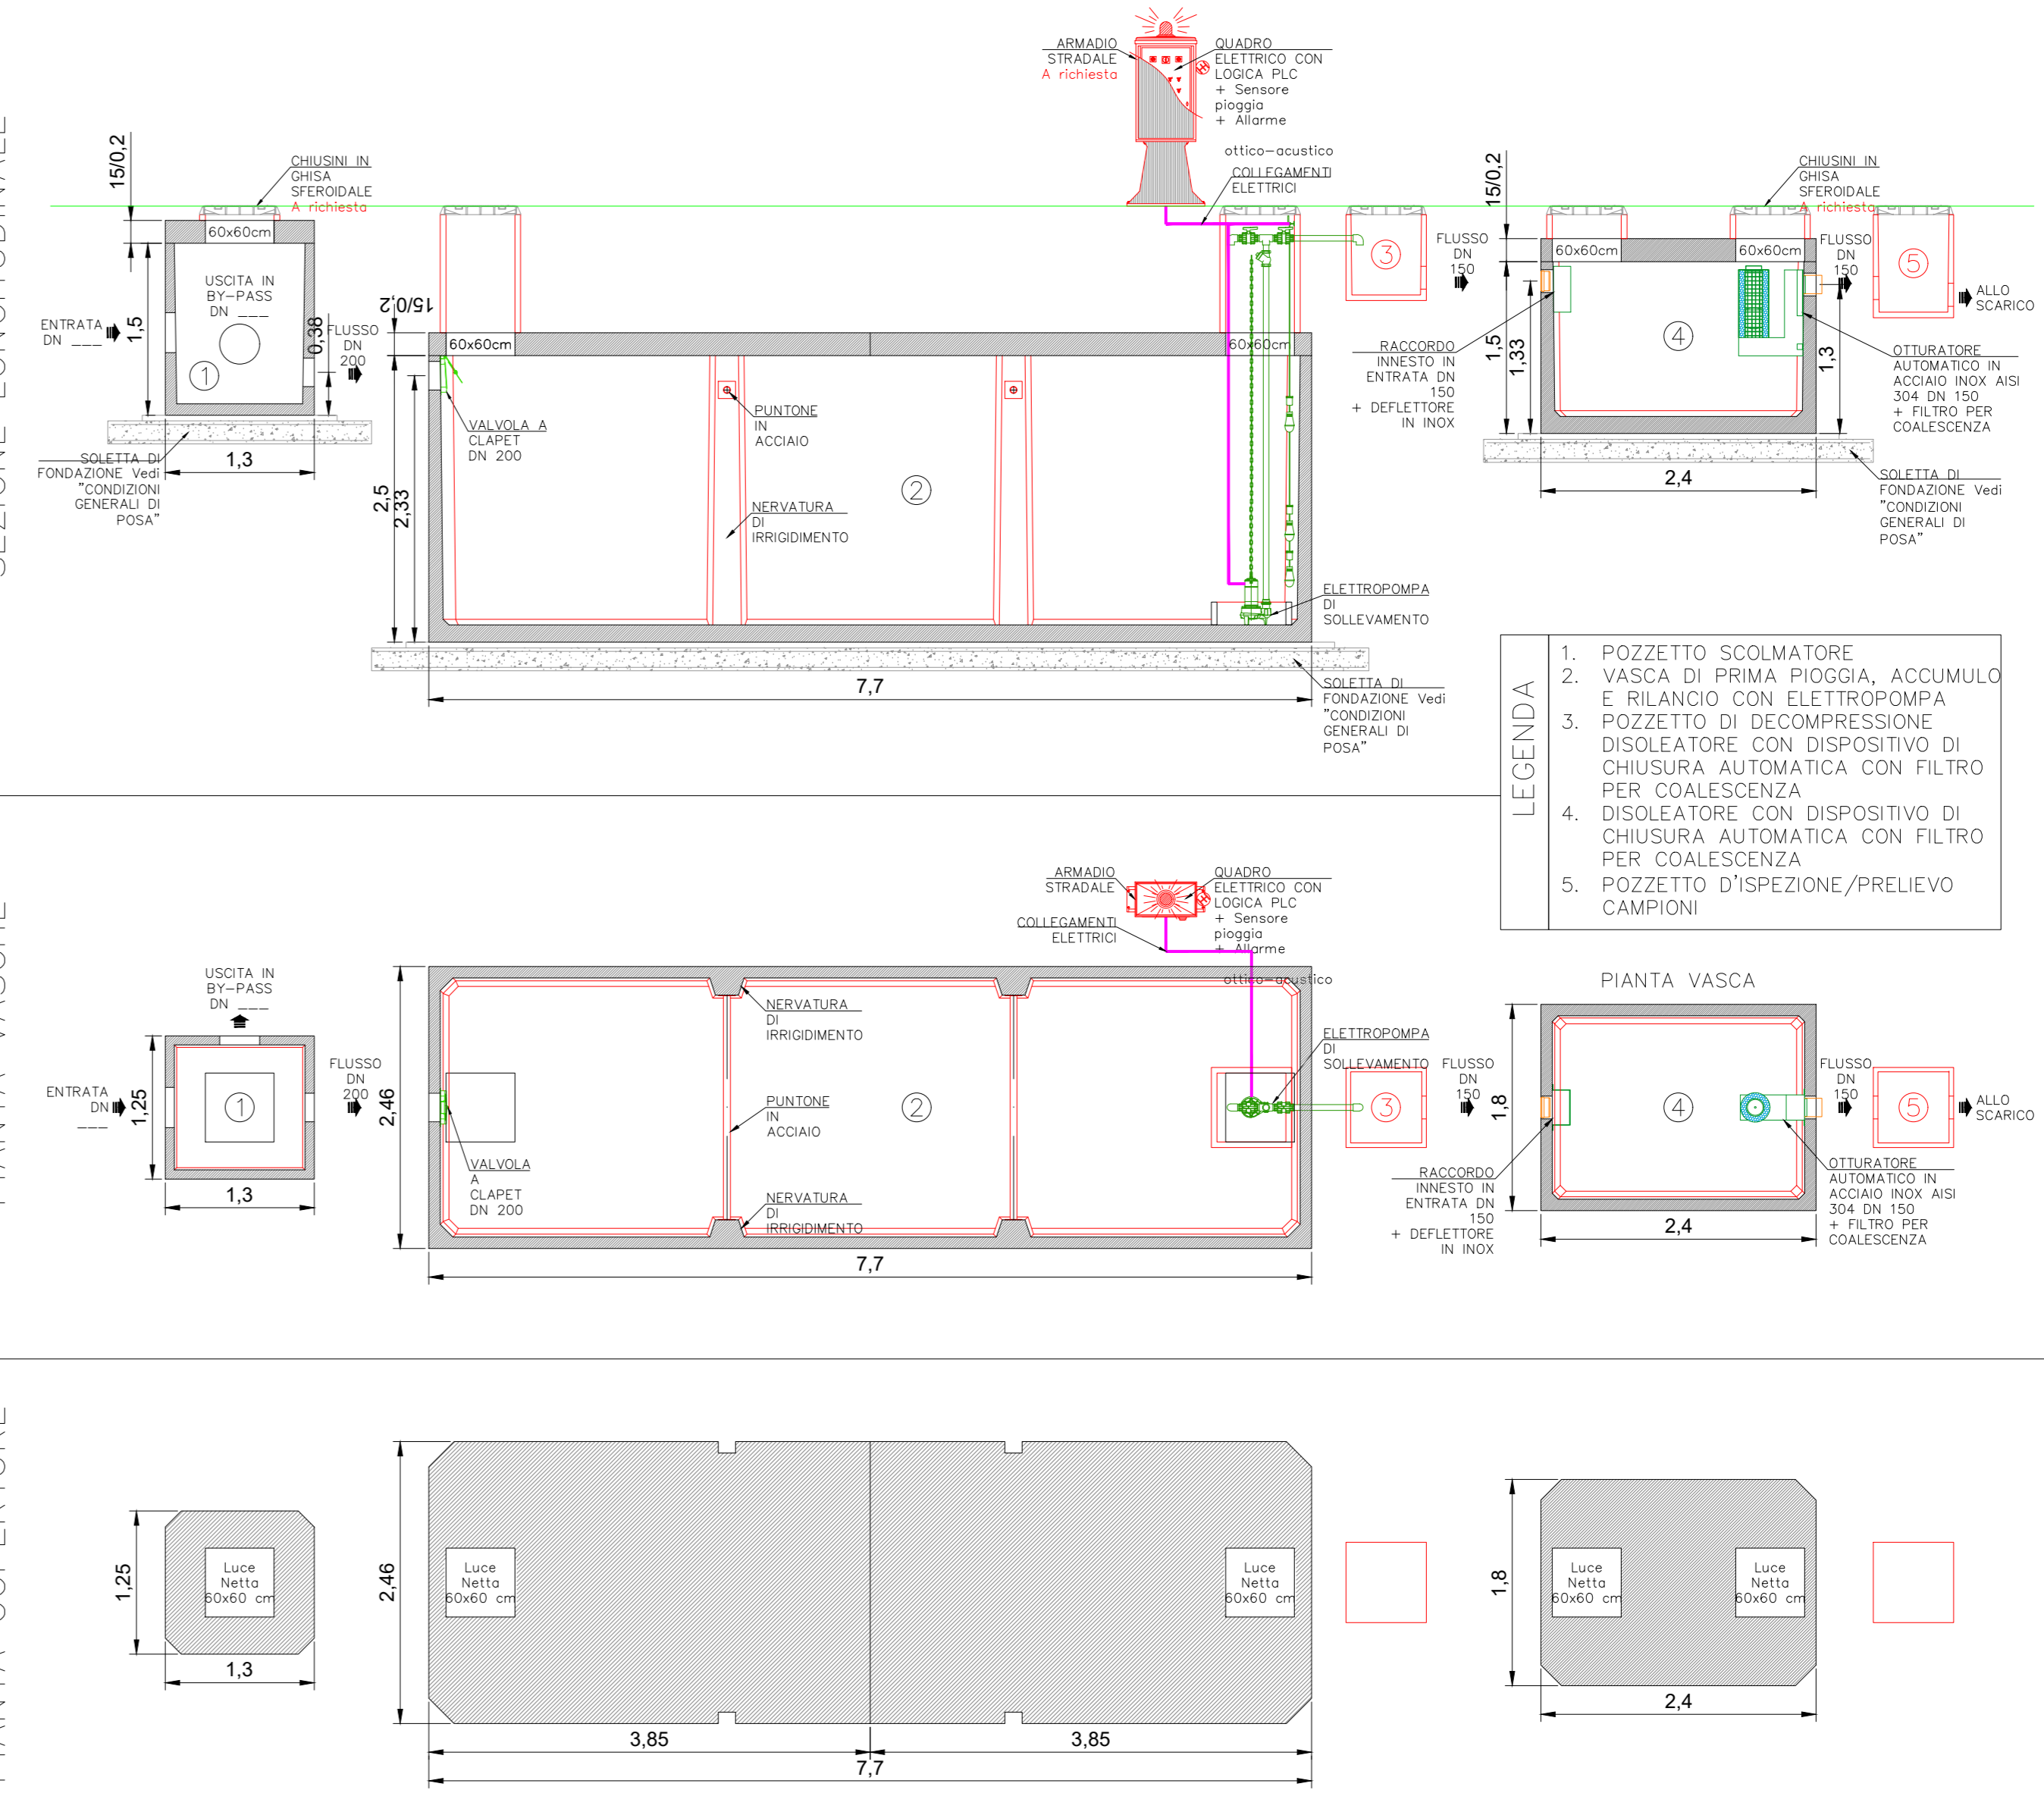 ARMADIO
STRADALE
A richiesta
QUADRO
ELETTRICO CON
LOGICA PLC
+ Sensore
pioggia
+ Allarme
ottico-acustico
COLLEGAMENTI
ELETTRICI
15/0,2
CHIUSINI IN
GHISA
SFEROIDALE
A richiesta
60x60cm
USCITA IN
BY-PASS
DN ___
ENTRATA
DN ___
1,5
0,38
FLUSSO
DN
200
1
SOLETTA DI
FONDAZIONE Vedi
"CONDIZIONI
GENERALI DI
POSA"
1,3
15/0,2
60x60cm
60x60cm
VALVOLA A
CLAPET
DN 200
PUNTONE
IN
ACCIAIO
NERVATURA
DI
IRRIGIDIMENTO
2
2,5
2,33
ELETTROPOMPA
DI
SOLLEVAMENTO
7,7
SOLETTA DI
FONDAZIONE Vedi
"CONDIZIONI
GENERALI DI
POSA"
3
FLUSSO
DN
150
15/0,2
CHIUSINI IN
GHISA
SFEROIDALE
A richiesta
60x60cm
60x60cm
FLUSSO
DN
150
5
ALLO
SCARICO
4
RACCORDO
INNESTO IN
ENTRATA DN
150
+ DEFLETTORE
IN INOX
1,5
1,33
1,3
OTTURATORE
AUTOMATICO IN
ACCIAIO INOX AISI
304 DN 150
+ FILTRO PER
COALESCENZA
2,4
SOLETTA DI
FONDAZIONE Vedi
"CONDIZIONI
GENERALI DI
POSA"
LEGENDA
1. POZZETTO SCOLMATORE
2. VASCA DI PRIMA PIOGGIA, ACCUMULO
E RILANCIO CON ELETTROPOMPA
3. POZZETTO DI DECOMPRESSIONE
DISOLEATORE CON DISPOSITIVO DI
CHIUSURA AUTOMATICA CON FILTRO
PER COALESCENZA
4. DISOLEATORE CON DISPOSITIVO DI
CHIUSURA AUTOMATICA CON FILTRO
PER COALESCENZA
5. POZZETTO D'ISPEZIONE/PRELIEVO
CAMPIONI
ARMADIO
STRADALE
QUADRO
ELETTRICO CON
LOGICA PLC
+ Sensore
pioggia
+ Allarme
ottico-acustico
COLLEGAMENTI
ELETTRICI
USCITA IN
BY-PASS
DN ___
ENTRATA
DN
___
1,25
1
FLUSSO
DN
200
1,3
2,46
VALVOLA
A
CLAPET
DN 200
NERVATURA
DI
IRRIGIDIMENTO
PUNTONE
IN
ACCIAIO
NERVATURA
DI
IRRIGIDIMENTO
2
ELETTROPOMPA
DI
SOLLEVAMENTO
7,7
3
FLUSSO
DN
150
PIANTA VASCA
1,8
4
FLUSSO
DN
150
5
ALLO
SCARICO
RACCORDO
INNESTO IN
ENTRATA DN
150
+ DEFLETTORE
IN INOX
OTTURATORE
AUTOMATICO IN
ACCIAIO INOX AISI
304 DN 150
+ FILTRO PER
COALESCENZA
2,4
1,25
Luce
Netta
60x60 cm
1,3
2,46
Luce
Netta
60x60 cm
Luce
Netta
60x60 cm
3,85
3,85
7,7
1,8
Luce
Netta
60x60 cm
Luce
Netta
60x60 cm
2,4